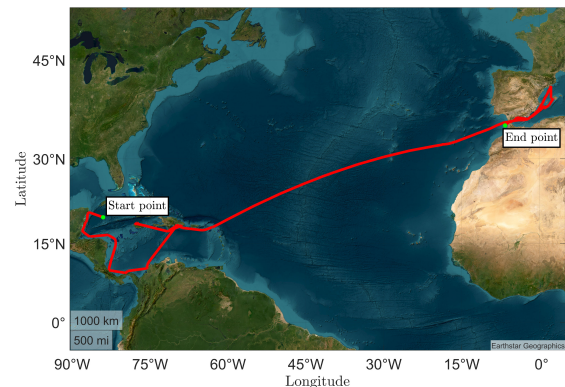 45°N
Latitude
30°N
15°N
0°
Start point
End point
1000 km
500 mi
Earthstar Geographics
90°W 75°W 60°W 45°W 30°W 15°W 0°
Longitude